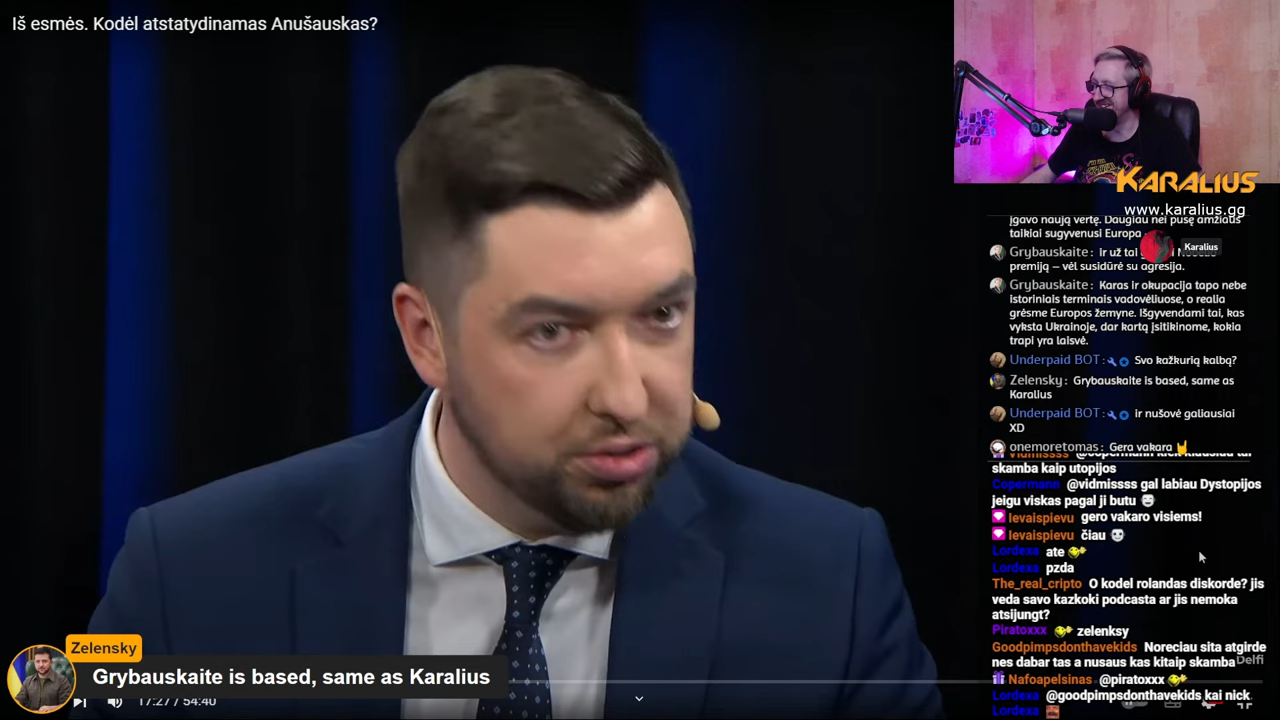 Iš esmės. Kodėl atstatydinamas Anušauskas?
KARALIUS
www.karalius.gg
įgavo naują vertę. Daugiau nei pusę amžiaus
taikiai sugyvenusi Europa
Karalius
Grybauskaite : ir už tai
premiją – vėl susidūrė su agresija.
Grybauskaite : Karas ir okupacija tapo nebe
istoriniais terminais vadovėliuose, o realia
grėsme Europos žemyne. Išgyvendami tai, kas
vyksta Ukrainoje, dar kartą įsitikinome, kokia
trapi yra laisvė.
Underpaid BOT : Svo kažkurią kalbą?
Zelensky : Grybauskaite is based, same as
Karalius
Underpaid BOT : ir nušovė galiausiai
XD
onemoretomas : Gera vakara 🤘
skamba kaip utopijos
Copermann @vidmissss gal labiau Dystopijos
jeigu viskas pagal ji butu
Ievaispievu gero vakaro visiems!
Ievaispievu čiau
Lordexa ate
Lordexa pzda
The_real_cripto O kodel rolandas diskorde? jis
veda savo kazkoki podcasta ar jis nemoka
atsijungt?
Piratoxxx zelenksy
Goodpimpsdonthavekids Noreciau sita atgirde
nes dabar tas a nusaus kas kitaip skamba
Delfi
Nafoapelsinas @piratoxxx
Lordexa @goodpimpsdonthavekids kai nick
Lordexa
Zelensky
Grybauskaite is based, same as Karalius
17:27 / 54:40